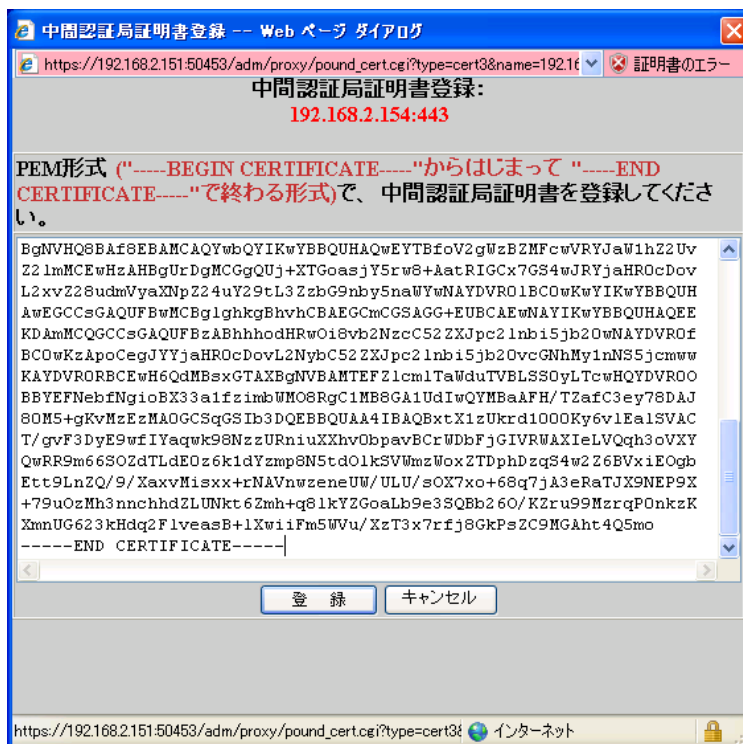 中間認証局証明書登録 -- Web ページ ダイアログ
https://192.168.2.151:50453/adm/proxy/pound_cert.cgi?type=cert3&name=192.16
証明書のエラー
中間認証局証明書登録:
192.168.2.154:443
PEM形式 ("-----BEGIN CERTIFICATE-----"からはじまって "-----END
CERTIFICATE-----"で終わる形式)で、中間認証局証明書を登録してくださ
い。
BgNVHQ8BAf8EBAMCAQYwbQYIKwYBBQUHAQwEYTBfoV2gWzBZMFcwVRYJaW1hZ2Uv
Z2lmMCEwHzAHBgUrDgMCGgQUj+XTGoasjY5rw8+AatRIGCx7GS4wJRYjaHR0cDov
L2xvZ28udmVyaXNpZ24uY29tL3ZzbG9nby5naWYwNAYDVR0lBC0wKwYIKwYBBQUH
AwEGCCsGAQUFBwMCBglghkgBhvhCBAEGCmCGSAGG+EUBCAEwNAYIKwYBBQUHAQEE
KDAmMCQGCCsGAQUFBzABhhhodHRwOi8vb2NzcC52ZXJpc2lnbi5jb20wNAYDVR0f
BC0wKzApoCegJYYjaHR0cDovL2NybC52ZXJpc2lnbi5jb20vcGNhMy1nNS5jcmww
KAYDVR0RBCEwH6QdMBsxGTAXBgNVBAMTEFZlcmlTaWduTVBLSS0yLTcwHQYDVR0O
BBYEFNebfNgioBX33a1fzimbWMO8RgC1MB8GA1UdIwQYMBaAFH/TZafC3ey78DAJ
80M5+gKvMzEzMA0GCSqGSIb3DQEBBQUAA4IBAQBxtX1zUkrd1000Ky6vlEalSVAC
T/gvF3DyE9wfIYaqwk98NzzURniuXXhv0bpavBCrWDbFjGIVRWAXIeLVQqh3oVXY
QwRR9m66SOZdTLdE0z6k1dYzmp8N5tdOlkSVWmzWoxZTDphDzqS4w2Z6BVxiEOgb
Ett9LnZQ/9/XaxvMisxx+rNAVnwzeneUW/ULU/sOX7xo+68q7jA3eRaTJX9NEP9X
+79uOzMh3nnchhdZLUNkt6Zmh+q81kYZGoaLb9e3SQBb26O/KZru99MzrqP0nkzK
XmnUG623kHdq2FlveasB+lXwiiFm5WVu/XzT3x7rfj8GkPsZC9MGAht4Q5mo
-----END CERTIFICATE-----
登 録 キャンセル
https://192.168.2.151:50453/adm/proxy/pound_cert.cgi?type=cert3& インターネット